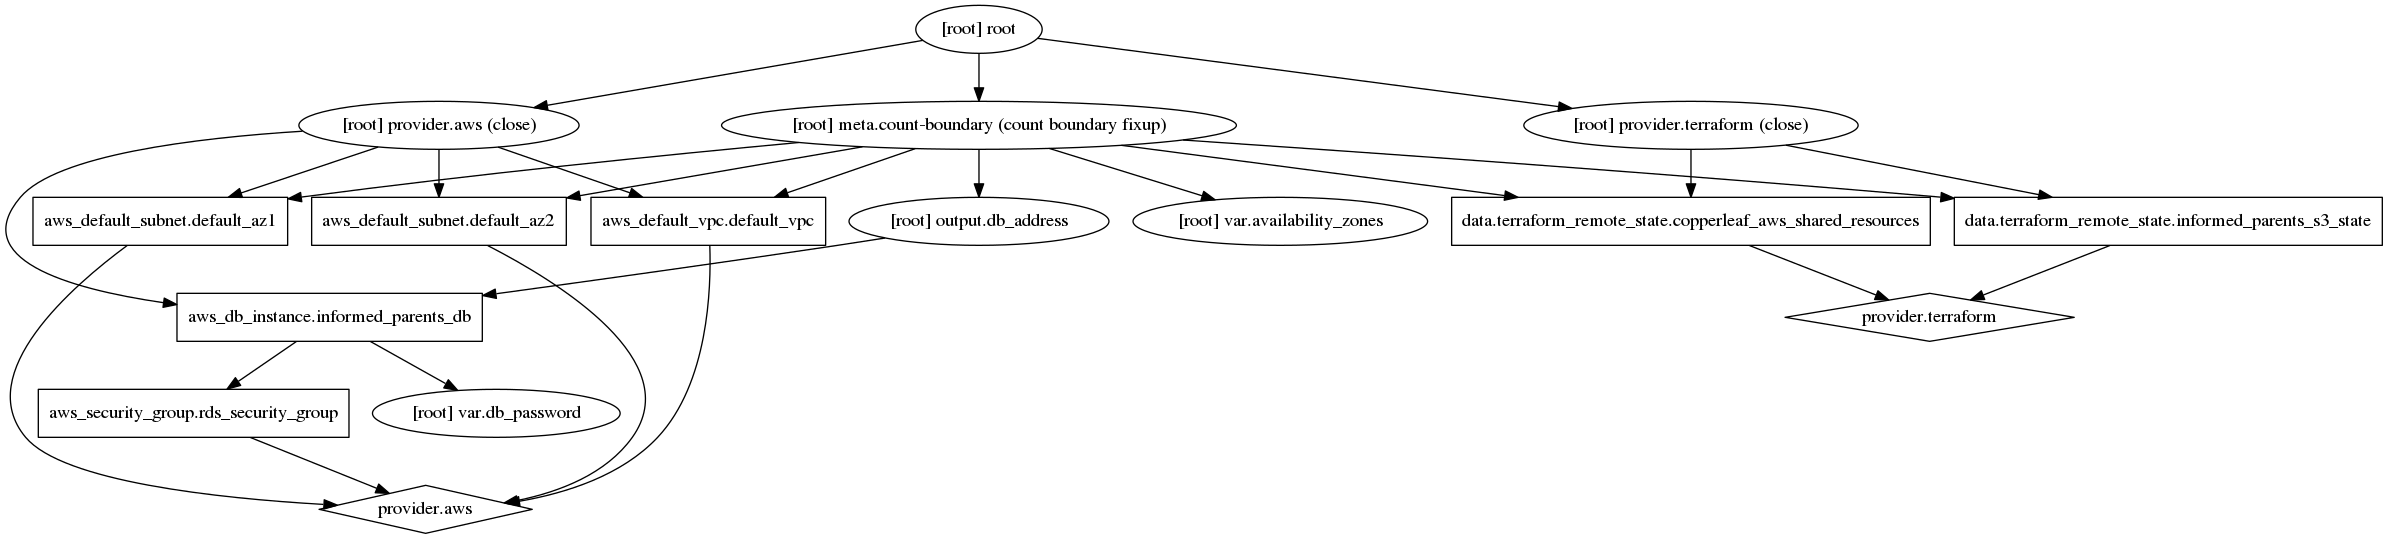 [root] root
[root] provider.aws (close)
[root] meta.count-boundary (count boundary fixup)
[root] provider.terraform (close)
aws_default_subnet.default_az1
aws_default_subnet.default_az2
aws_default_vpc.default_vpc
[root] output.db_address
[root] var.availability_zones
data.terraform_remote_state.copperleaf_aws_shared_resources
data.terraform_remote_state.informed_parents_s3_state
aws_db_instance.informed_parents_db
provider.terraform
aws_security_group.rds_security_group
[root] var.db_password
provider.aws